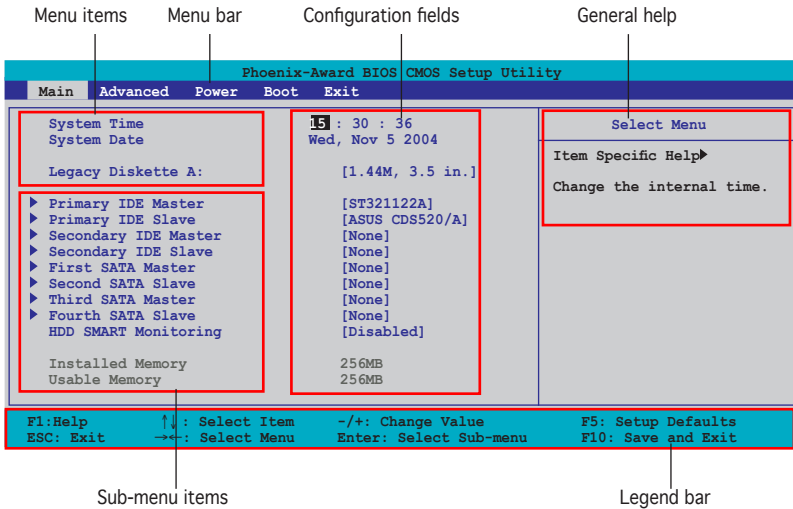 Menu items Menu bar Configuration fields General help
Phoenix-Award BIOS CMOS Setup Utility
Main Advanced Power Boot Exit
System Time 15 : 30 : 36
System Date Wed, Nov 5 2004
Legacy Diskette A: [1.44M, 3.5 in.]
Select Menu
Item Specific Help
Change the internal time.
Primary IDE Master [ST321122A]
Primary IDE Slave [ASUS CDS520/A]
Secondary IDE Master [None]
Secondary IDE Slave [None]
First SATA Master [None]
Second SATA Slave [None]
Third SATA Master [None]
Fourth SATA Slave [None]
HDD SMART Monitoring [Disabled]
Installed Memory 256MB
Usable Memory 256MB
F1:Help ↑↓ : Select Item -/+: Change Value F5: Setup Defaults
ESC: Exit →←: Select Menu Enter: Select Sub-menu F10: Save and Exit
Sub-menu items Legend bar